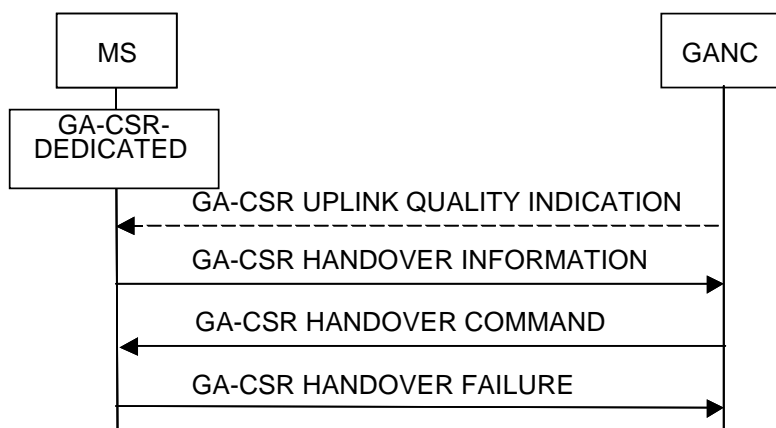 MS
GANC
GA-CSR-
DEDICATED
GA-CSR UPLINK QUALITY INDICATION
GA-CSR HANDOVER INFORMATION
GA-CSR HANDOVER COMMAND
GA-CSR HANDOVER FAILURE